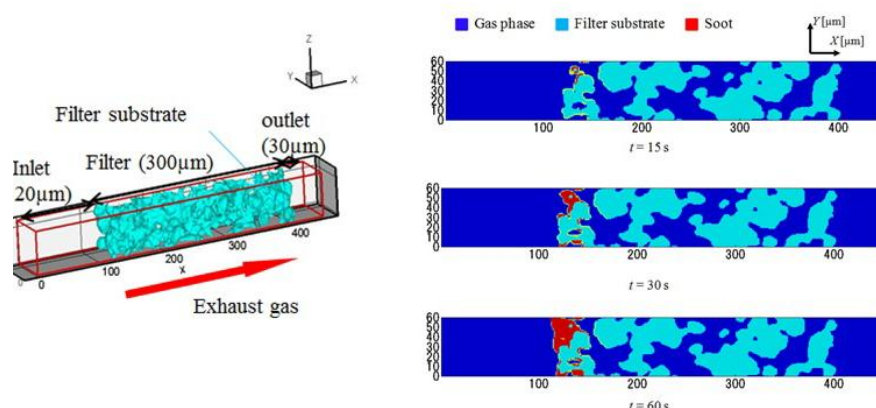 Z
Y
X
Filter substrate
outlet
(30μm)
Filter (300μm)
Inlet
20μm)
0
0
100
200
X
300
400
Exhaust gas
Gas phase
Filter substrate
Soot
Y [μm]
X [μm]
60
50
40
30
20
10
0
100
200
300
400
t = 15 s
60
50
40
30
20
10
0
100
200
300
400
t = 30 s
60
50
40
30
20
10
0
100
200
300
400
t = 60 s